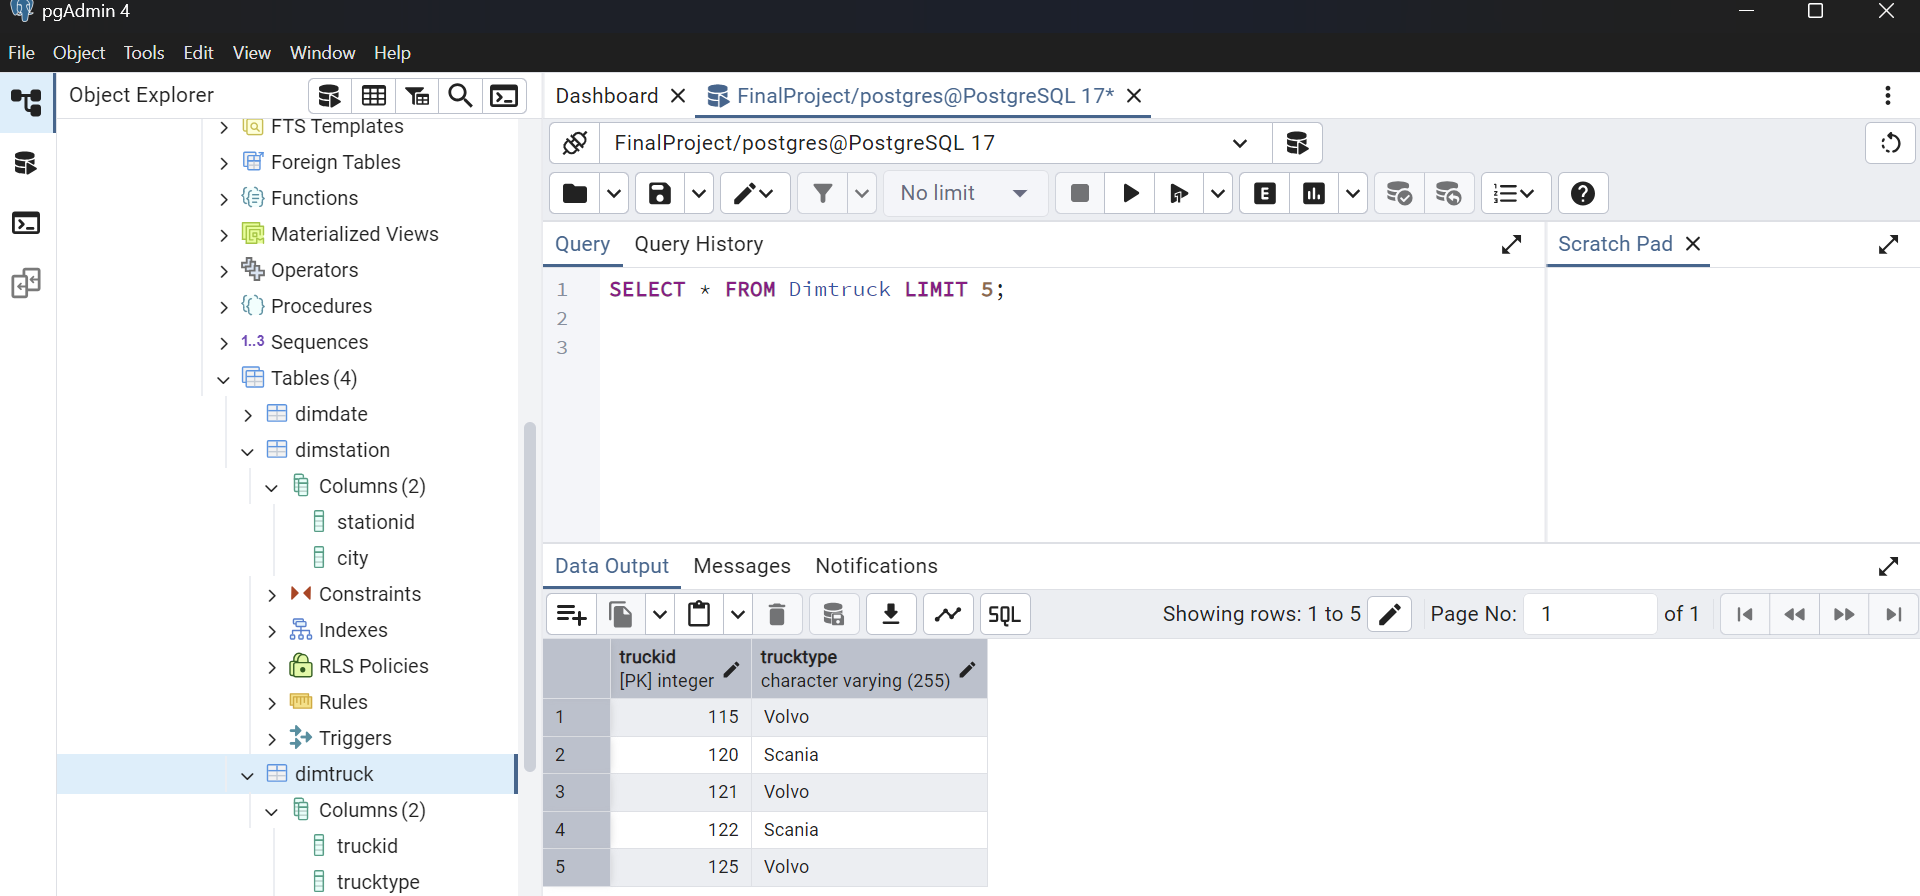 pgAdmin 4
File Object Tools Edit View Window Help
Object Explorer
FTS Templates
Foreign Tables
Functions
Materialized Views
Operators
Procedures
1..3 Sequences
Tables (4)
dimdate
dimstation
Columns (2)
stationid
city
Constraints
Indexes
RLS Policies
Rules
Triggers
dimtruck
Columns (2)
truckid
trucktype
Dashboard FinalProject/postgres@PostgreSQL 17*
FinalProject/postgres@PostgreSQL 17
No limit E
Query Query History
1 SELECT * FROM Dimtruck LIMIT 5;
2
3
Scratch Pad
Data Output Messages Notifications
SQL Showing rows: 1 to 5 Page No: 1 of 1
truckid trucktype
[PK] integer character varying (255)
1 115 Volvo
2 120 Scania
3 121 Volvo
4 122 Scania
5 125 Volvo